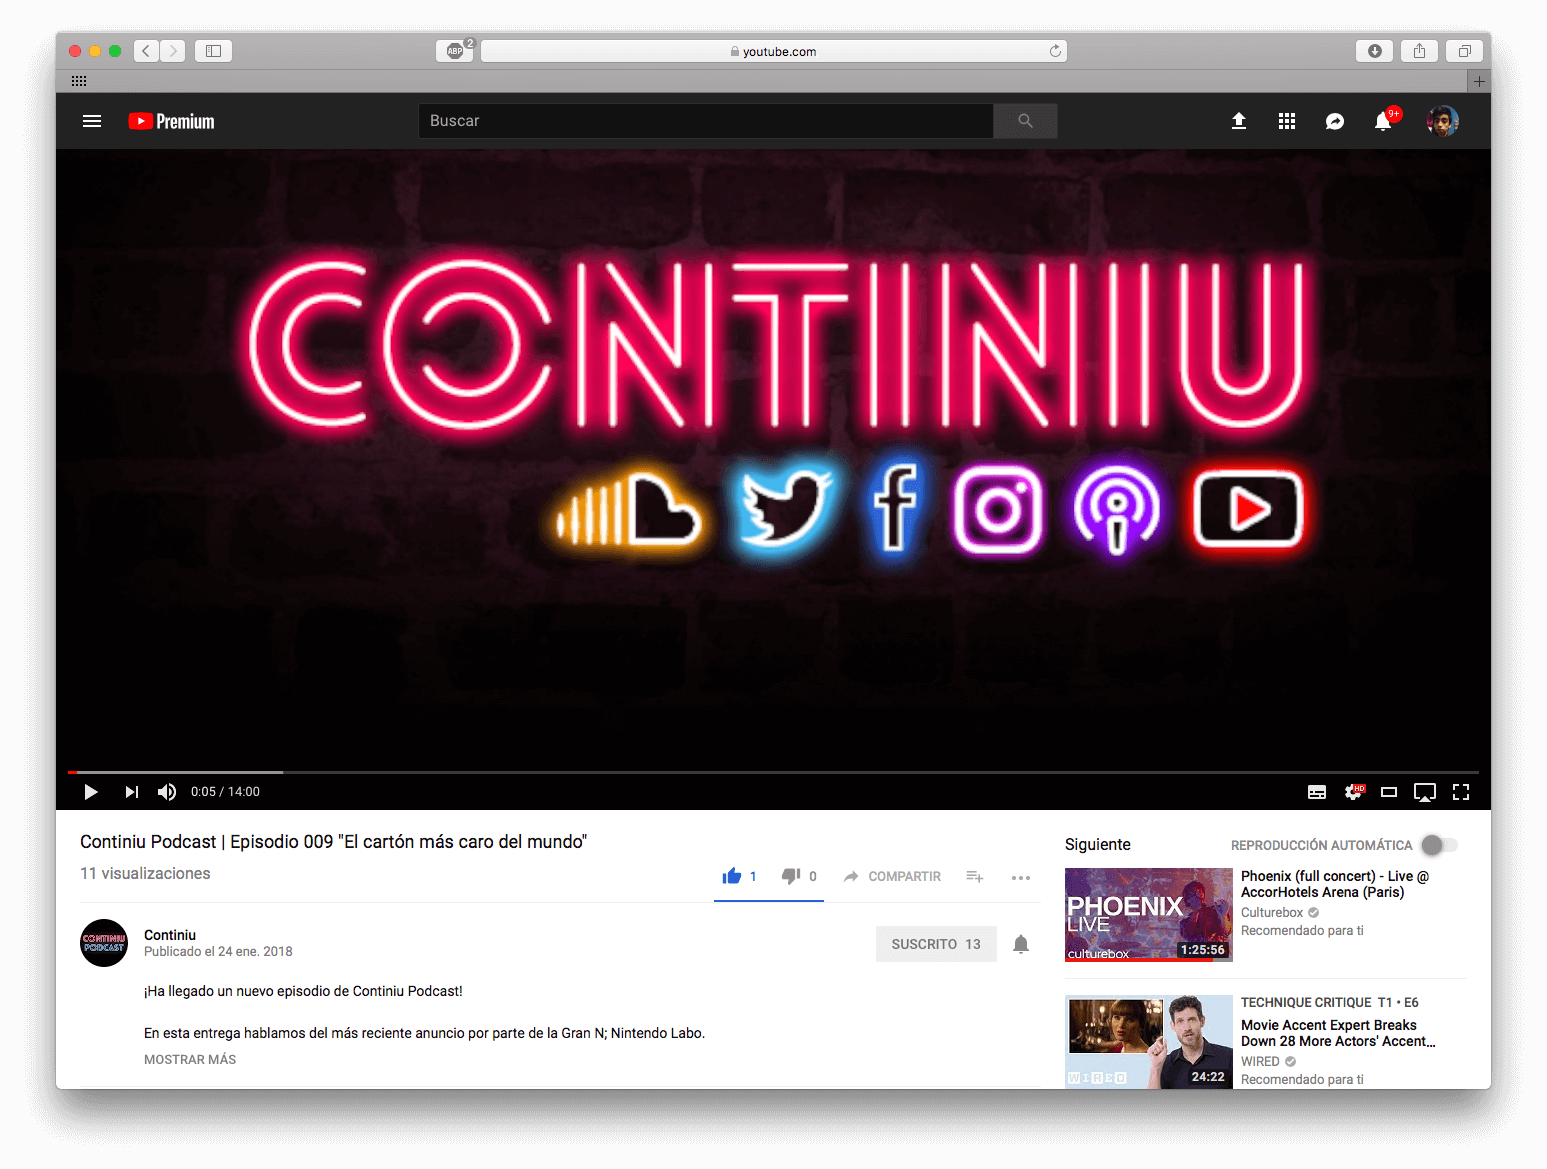 ABP
2
youtube.com
Premium
Buscar
9+
CONTINIU
0:05 / 14:00
HD
Continiu Podcast | Episodio 009 "El cartón más caro del mundo"
11 visualizaciones
1
0
COMPARTIR
CONTINIU
PODCAST
Continiu
Publicado el 24 ene. 2018
SUSCRITO 13
¡Ha llegado un nuevo episodio de Continiu Podcast!
En esta entrega hablamos del más reciente anuncio por parte de la Gran N; Nintendo Labo.
MOSTRAR MÁS
Siguiente
REPRODUCCIÓN AUTOMÁTICA
PHOENIX
LIVE
culturebox
1:25:56
Phoenix (full concert) - Live @
AccorHotels Arena (Paris)
Culturebox
Recomendado para ti
WIRED
24:22
TECHNIQUE CRITIQUE T1 • E6
Movie Accent Expert Breaks
Down 28 More Actors' Accent...
WIRED
Recomendado para ti